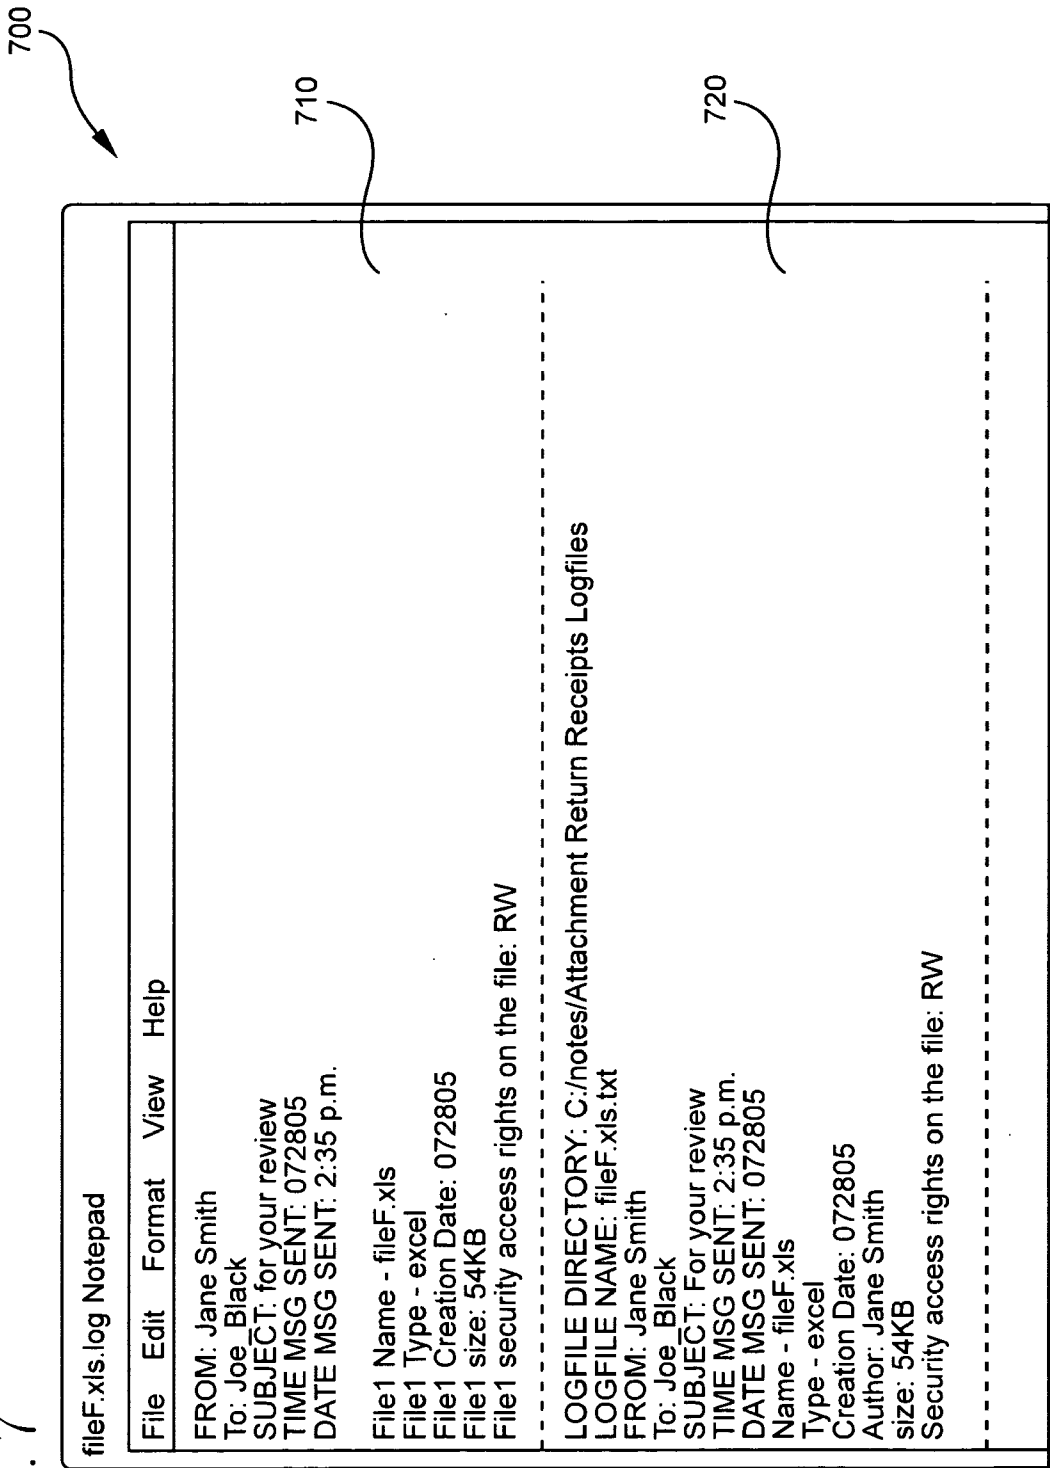 700
fileF.xls.log Notepad
File Edit Format View Help
FROM: Jane Smith
To: Joe_Black
SUBJECT: for your review
TIME MSG SENT: 072805
DATE MSG SENT: 2:35 p.m.
File1 Name - fileF.xls
File1 Type - excel
File1 Creation Date: 072805
File1 size: 54KB
File1 security access rights on the file: RW
710
LOGFILE DIRECTORY: C:/notes/Attachment Return Receipts Logfiles
LOGFILE NAME: fileF.xls.txt
FROM: Jane Smith
To: Joe_Black
SUBJECT: For your review
TIME MSG SENT: 2:35 p.m.
DATE MSG SENT: 072805
Name - fileF.xls
Type - excel
Creation Date: 072805
Author: Jane Smith
size: 54KB
Security access rights on the file: RW
720